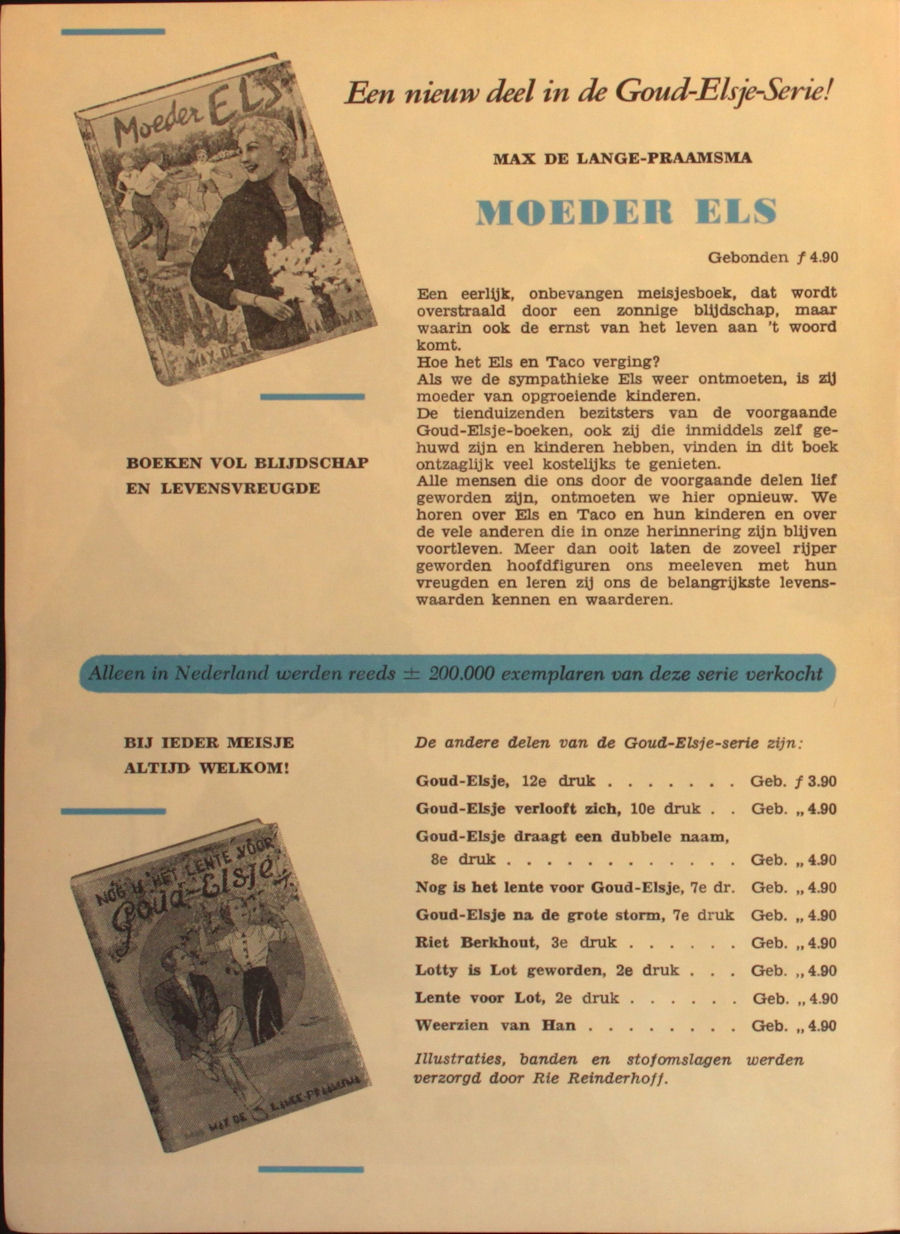 Moeder ELS
MAX DE L
AAMSMA
Een nieuw deel in de Goud-Elsje-Serie!
MAX DE LANGE-PRAAMSMA
MOEDER ELS
Gebonden ƒ 4.90
Een eerlijk, onbevangen meisjesboek, dat wordt
overstraald door een zonnige blijdschap, maar
waarin ook de ernst van het leven aan 't woord
komt.
Hoe het Els en Taco verging?
Als we de sympathieke Els weer ontmoeten, is zij
moeder van opgroeiende kinderen.
De tienduizenden bezitsters van de voorgaande
Goud-Elsje-boeken, ook zij die inmiddels zelf ge-
huwd zijn en kinderen hebben, vinden in dit boek
ontzaglijk veel kostelijks te genieten.
Alle mensen die ons door de voorgaande delen lief
geworden zijn, ontmoeten we hier opnieuw. We
horen over Els en Taco en hun kinderen en over
de vele anderen die in onze herinnering zijn blijven
voortleven. Meer dan ooit laten de zoveel rijper
geworden hoofdfiguren ons meeleven met hun
vreugden en leren zij ons de belangrijkste levens-
waarden kennen en waarderen.
BOEKEN VOL BLIJDSCHAP
EN LEVENSVREUGDE
Alleen in Nederland werden reeds ± 200.000 exemplaren van deze serie verkocht
BIJ IEDER MEISJE
ALTIJD WELKOM!
NOG IS HET LENTE VOOR
Goud-Elsje
MAX DE LANGE-PRAAMSMA
De andere delen van de Goud-Elsje-serie zijn:
Goud-Elsje, 12e druk . . . . . . . Geb. ƒ 3.90
Goud-Elsje verlooft zich, 10e druk . . Geb. „ 4.90
Goud-Elsje draagt een dubbele naam,
8e druk . . . . . . . . . . . . Geb. „ 4.90
Nog is het lente voor Goud-Elsje, 7e dr. Geb. „ 4.90
Goud-Elsje na de grote storm, 7e druk Geb. „ 4.90
Riet Berkhout, 3e druk . . . . . . Geb. „ 4.90
Lotty is Lot geworden, 2e druk . . . Geb. „ 4.90
Lente voor Lot, 2e druk . . . . . . Geb. „ 4.90
Weerzien van Han . . . . . . . . Geb. „ 4.90
Illustraties, banden en stofomslagen werden
verzorgd door Rie Reinderhoff.